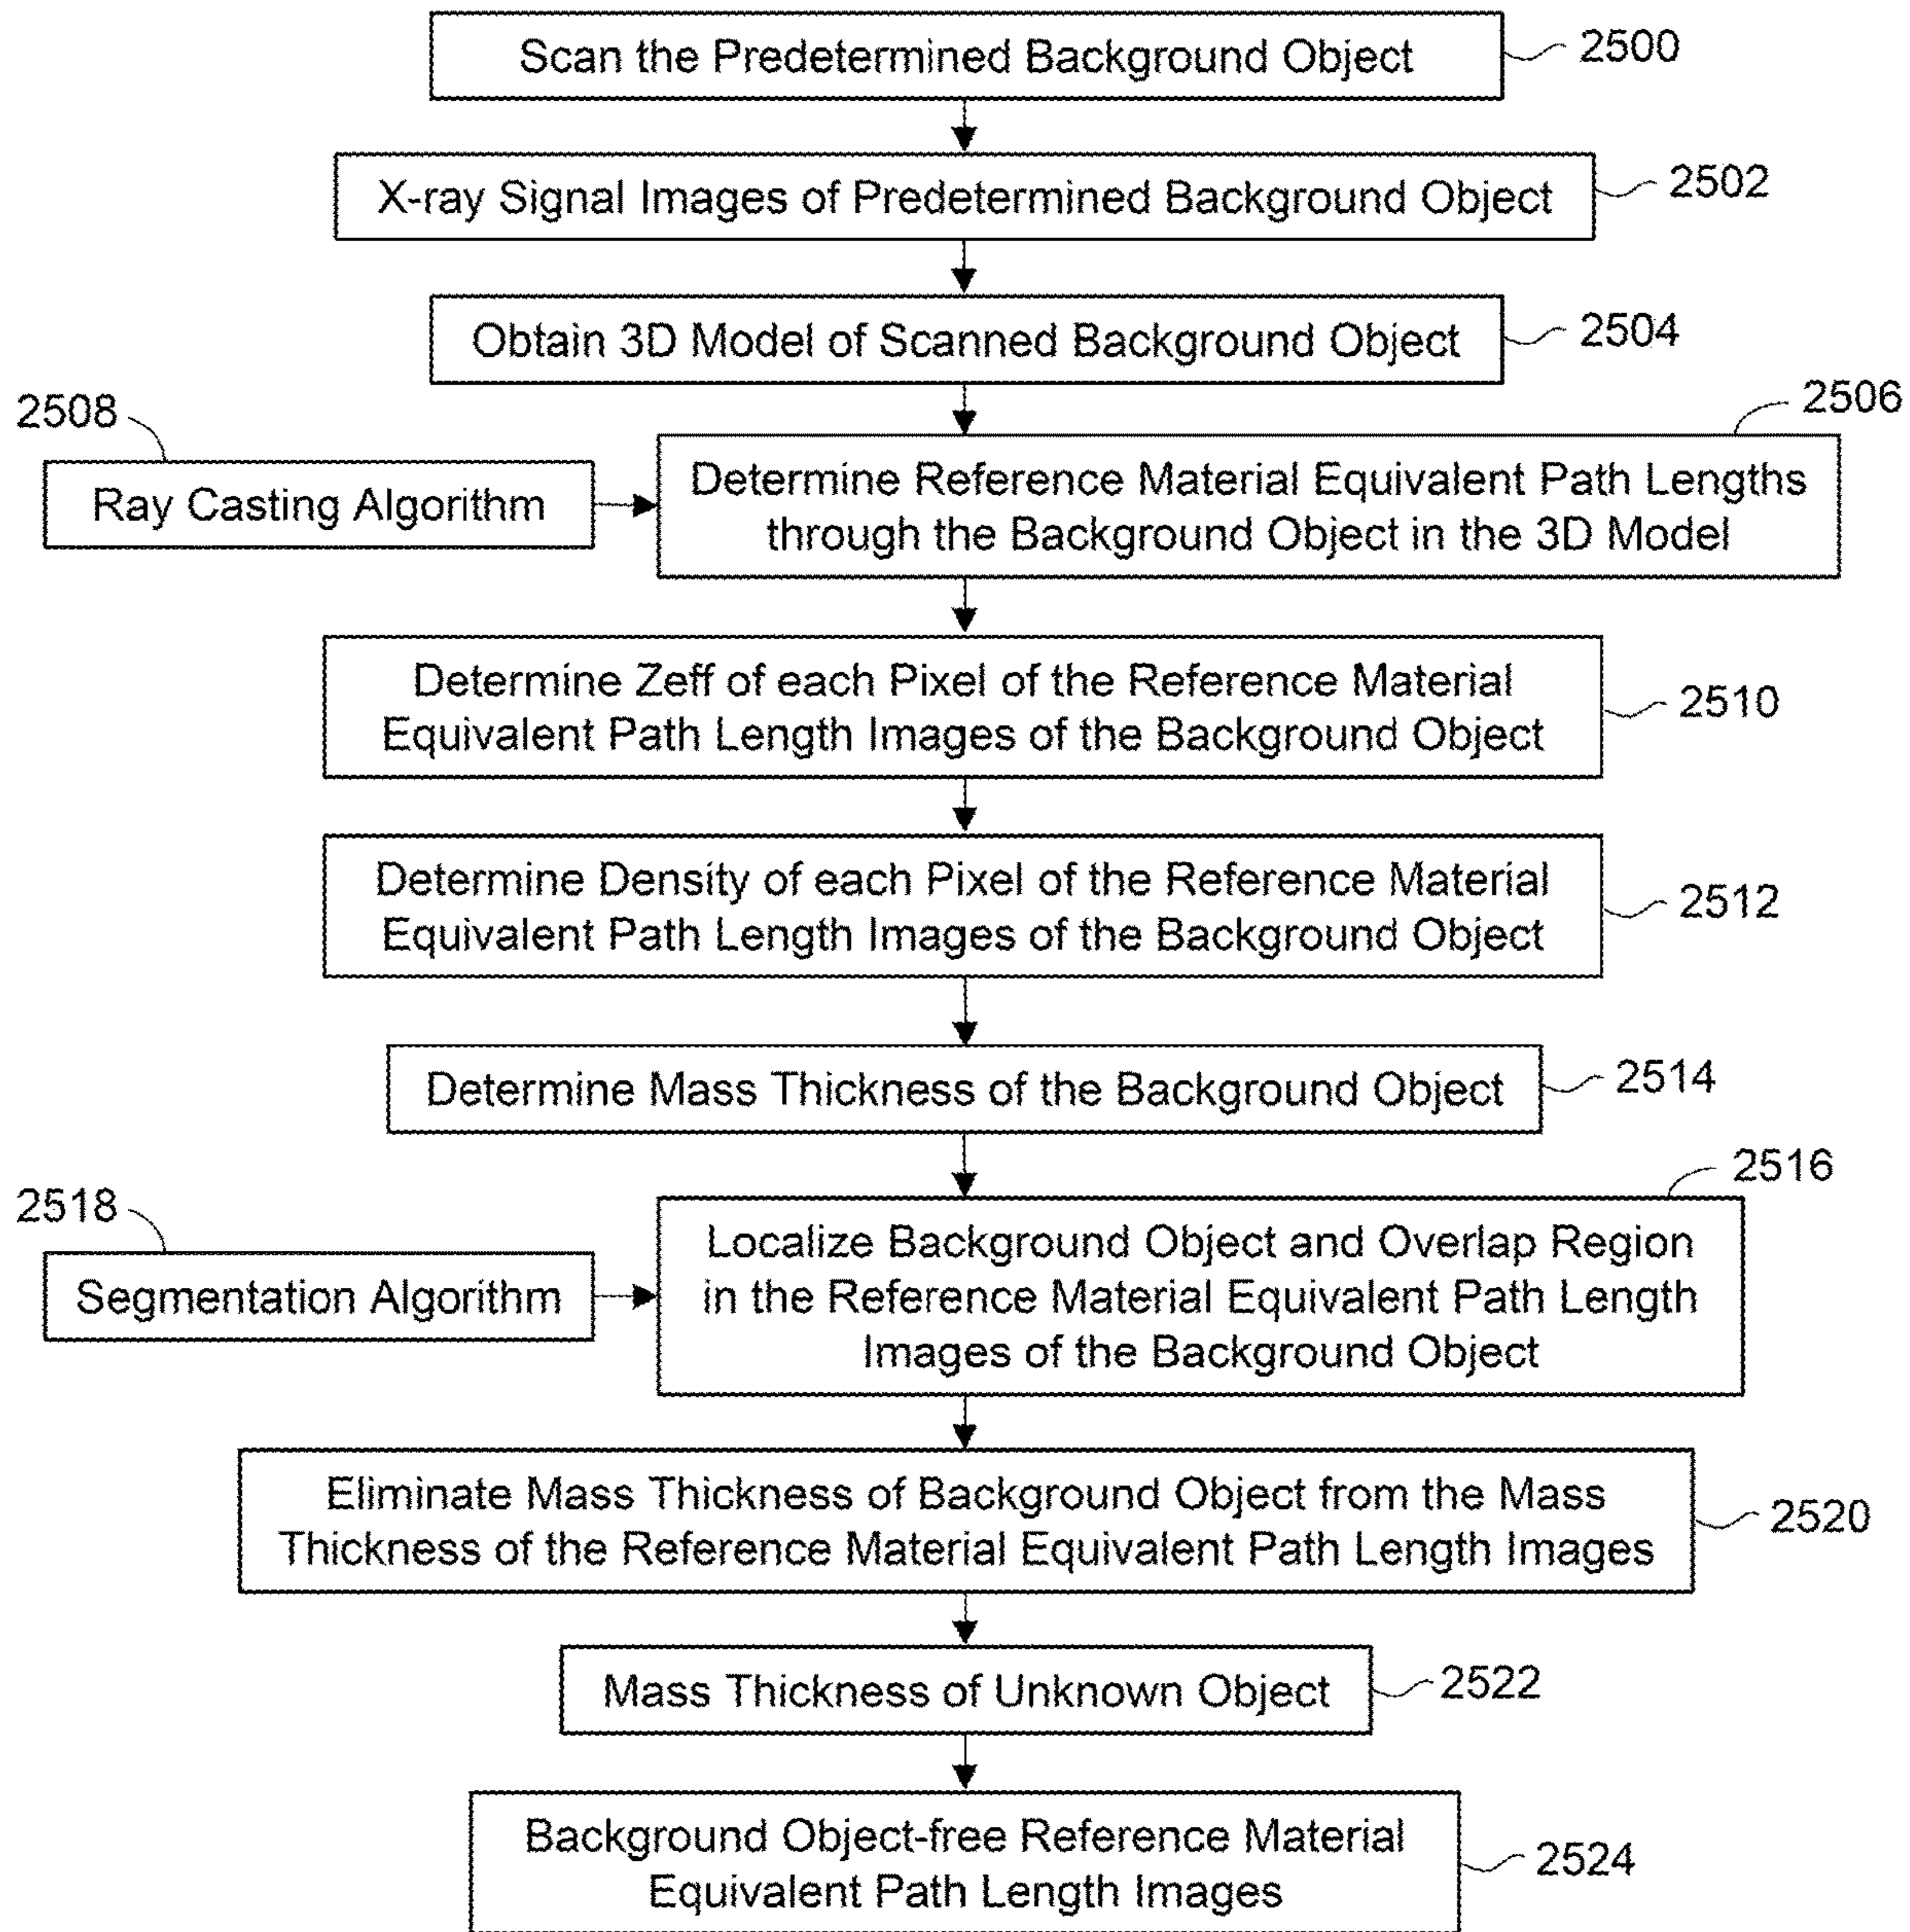 Scan the Predetermined Background Object
2500
X-ray Signal Images of Predetermined Background Object
2502
Obtain 3D Model of Scanned Background Object
2504
2508
Ray Casting Algorithm
2506
Determine Reference Material Equivalent Path Lengths
through the Background Object in the 3D Model
Determine Zeff of each Pixel of the Reference Material
Equivalent Path Length Images of the Background Object
2510
Determine Density of each Pixel of the Reference Material
Equivalent Path Length Images of the Background Object
2512
Determine Mass Thickness of the Background Object
2514
2516
2518
Segmentation Algorithm
Localize Background Object and Overlap Region
in the Reference Material Equivalent Path Length
Images of the Background Object
Eliminate Mass Thickness of Background Object from the Mass
Thickness of the Reference Material Equivalent Path Length Images
2520
Mass Thickness of Unknown Object
2522
Background Object-free Reference Material
Equivalent Path Length Images
2524